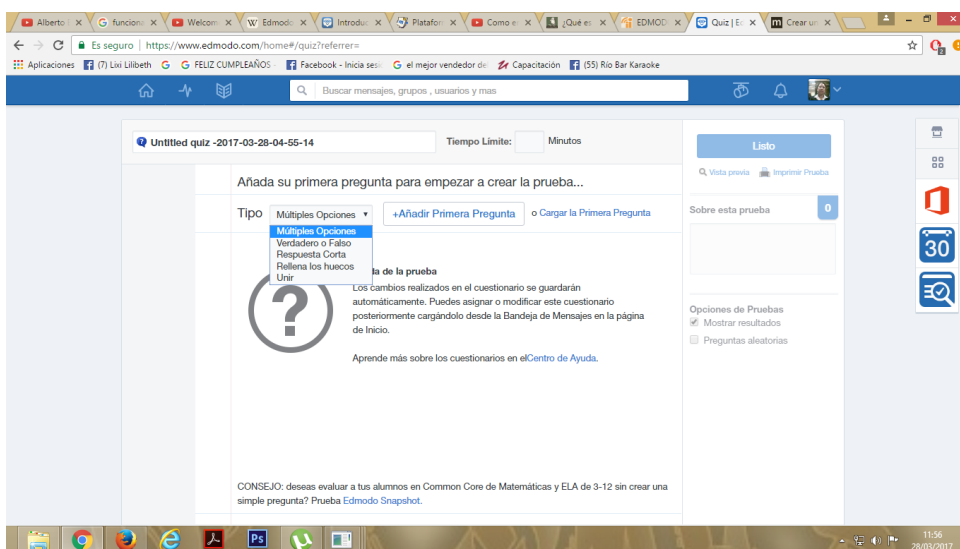 Alberto
funciona
Welcom
Edmodo
Introduc
Platafor
Como e
¿Qué es
EDMOD
Quiz | E
Crear un
Es seguro | https://www.edmodo.com/home#/quiz?referrer=
Aplicaciones (7) Lixi Lilibeth G FELIZ CUMPLEAÑOS Facebook - Inicia sesi el mejor vendedor de Capacitación (55) Río Bar Karaoke
Buscar mensajes, grupos , usuarios y mas
Untitled quiz -2017-03-28-04-55-14
Tiempo Límite: Minutos
Listo
Vista previa Imprimir Prueba
Añada su primera pregunta para empezar a crear la prueba...
Tipo Múltiples Opciones +Añadir Primera Pregunta o Cargar la Primera Pregunta
Sobre esta prueba 0
Múltiples Opciones
Verdadero o Falso
Respuesta Corta
Rellena los huecos
Unir
de la prueba
Los cambios realizados en el cuestionario se guardarán
automáticamente. Puedes asignar o modificar este cuestionario
posteriormente cargándolo desde la Bandeja de Mensajes en la página
de Inicio.
Aprende más sobre los cuestionarios en elCentro de Ayuda.
Opciones de Pruebas
Mostrar resultados
Preguntas aleatorias
30
CONSEJO: deseas evaluar a tus alumnos en Common Core de Matemáticas y ELA de 3-12 sin crear una
simple pregunta? Prueba Edmodo Snapshot.
Ps
11:56
28/03/2017